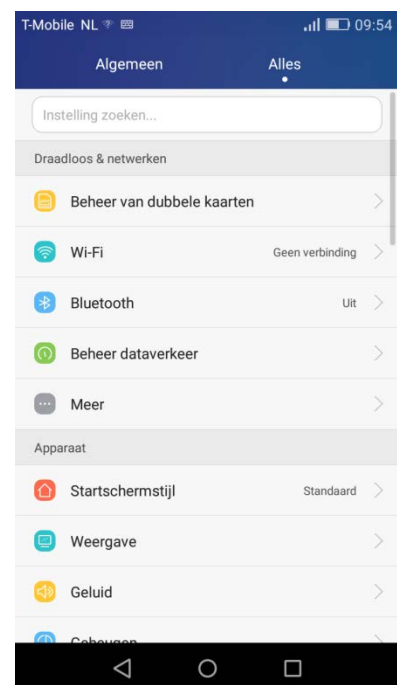 T-Mobile NL 09:54
Algemeen Alles
Instelling zoeken...
Draadloos & netwerken
Beheer van dubbele kaarten
Wi-Fi Geen verbinding
Bluetooth Uit
Beheer dataverkeer
Meer
Apparaat
Startschermstijl Standaard
Weergave
Geluid
Geheugen